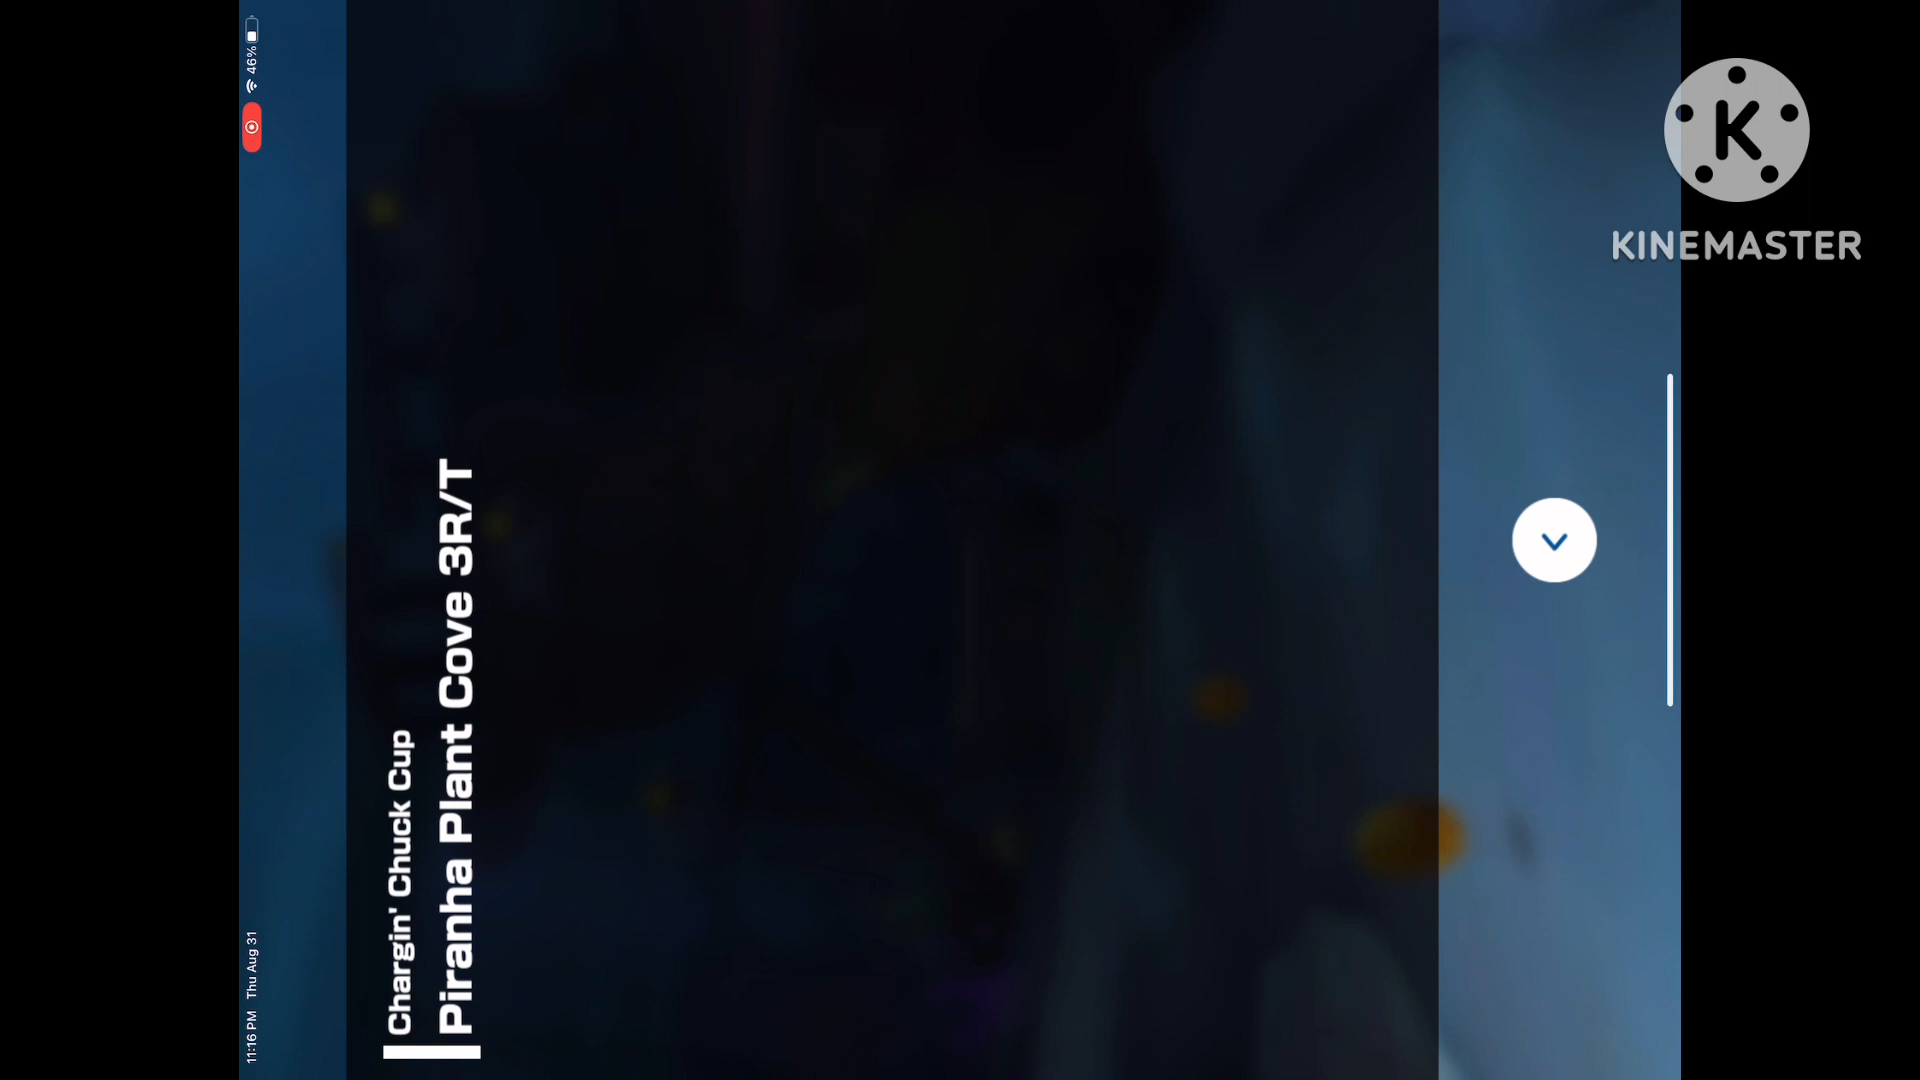 11:16 PM Thu Aug 31
46%
Chargin' Chuck Cup
Piranha Plant Cove 3R/T
K
KINEMASTER